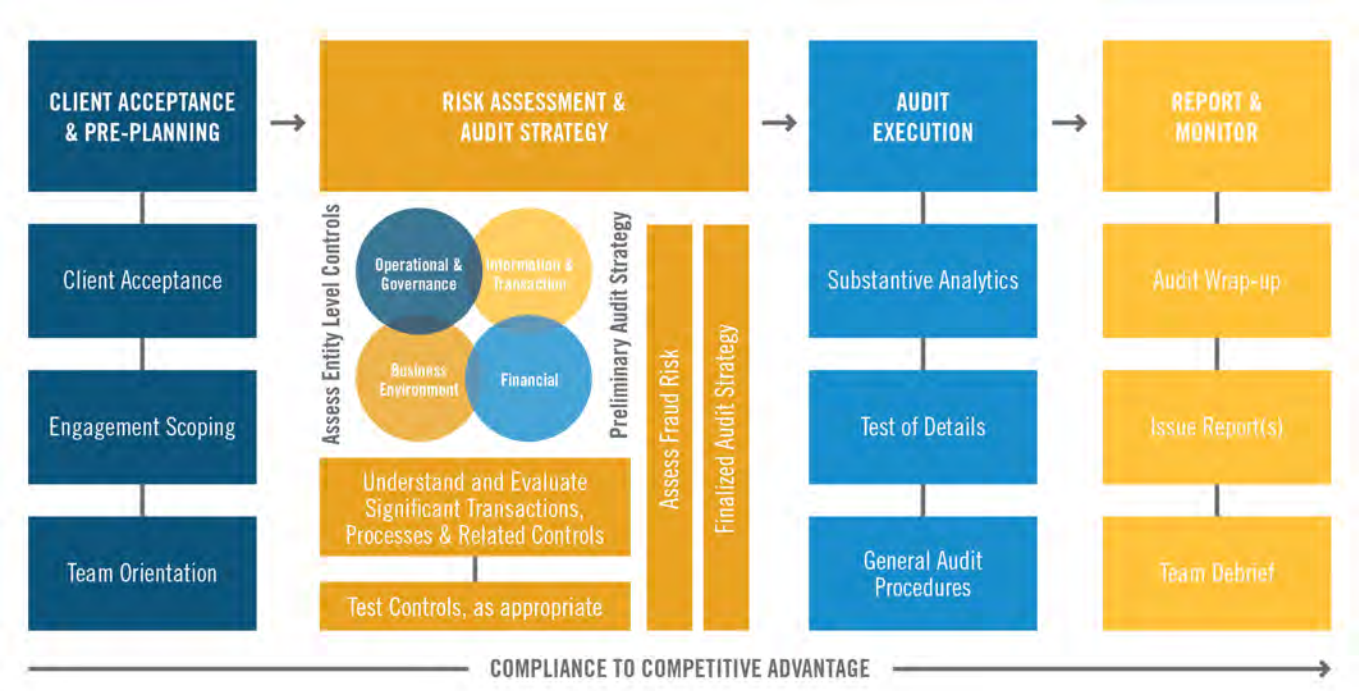 CLIENT ACCEPTANCE
& PRE-PLANNING
Client Acceptance
Engagement Scoping
Team Orientation
RISK ASSESSMENT &
AUDIT STRATEGY
Assess Entity Level Controls
Operational &
Governance
Information &
Transaction
Business
Environment
Financial
Preliminary Audit Strategy
Understand and Evaluate
Significant Transactions,
Processes & Related Controls
Test Controls, as appropriate
Assess Fraud Risk
Finalized Audit Strategy
AUDIT
EXECUTION
Substantive Analytics
Test of Details
General Audit
Procedures
REPORT &
MONITOR
Audit Wrap-up
Issue Report(s)
Team Debrief
COMPLIANCE TO COMPETITIVE ADVANTAGE